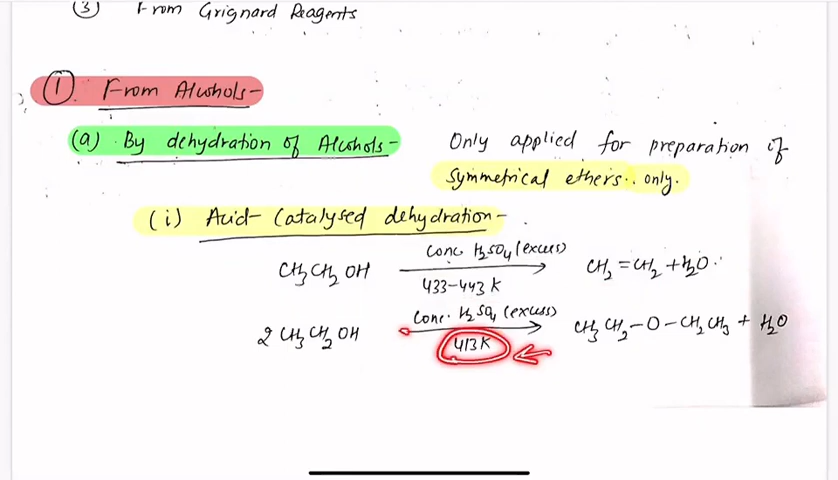 (3) From Grignard Reagents
(1) From Alcohols-
(a) By dehydration of Alcohols- Only applied for preparation of
symmetrical ethers.. only.
(i) Acid-Catalysed dehydration-
CH3CH2OH Conc. H2SO4 (excess) 433-443 K CH2=CH2 + H2O
2 CH3CH2OH Conc. H2SO4 (excess) 413K CH3CH2-O-CH2CH3 + H2O